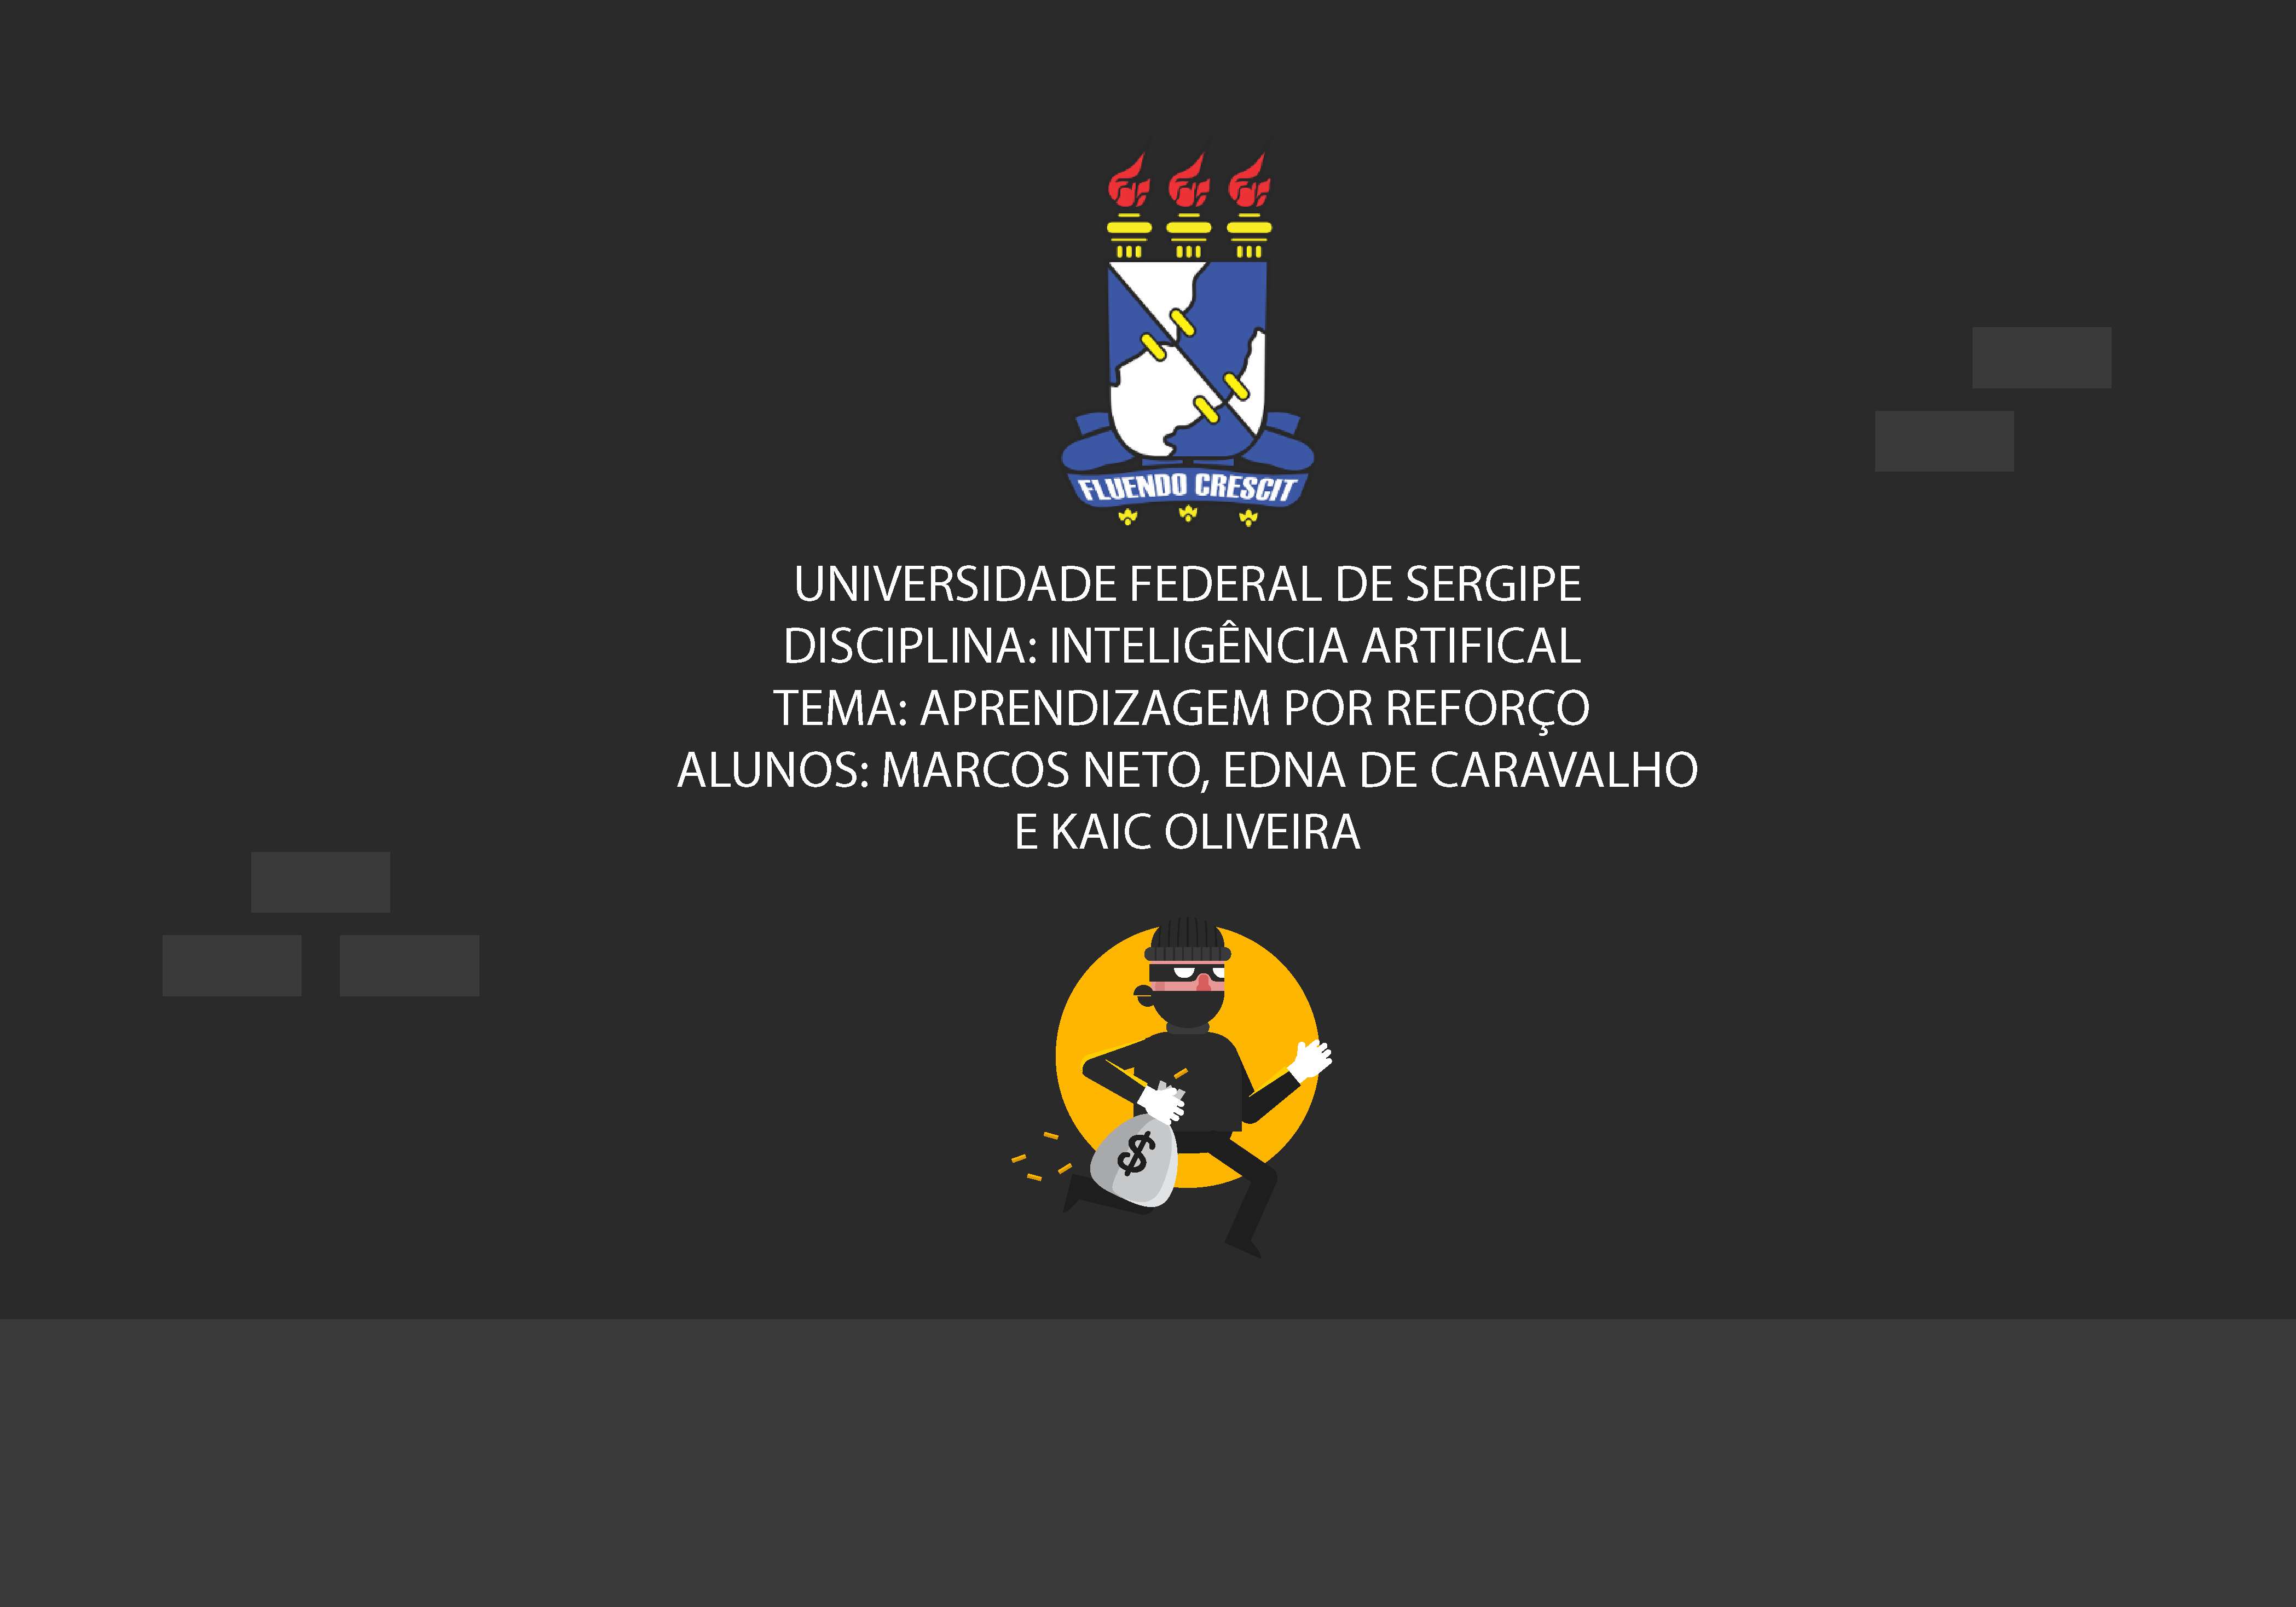 FLUENDO CRESCIT
UNIVERSIDADE FEDERAL DE SERGIPE
DISCIPLINA: INTELIGÊNCIA ARTIFICAL
TEMA: APRENDIZAGEM POR REFORÇO
ALUNOS: MARCOS NETO, EDNA DE CARAVALHO
E KAIC OLIVEIRA
$